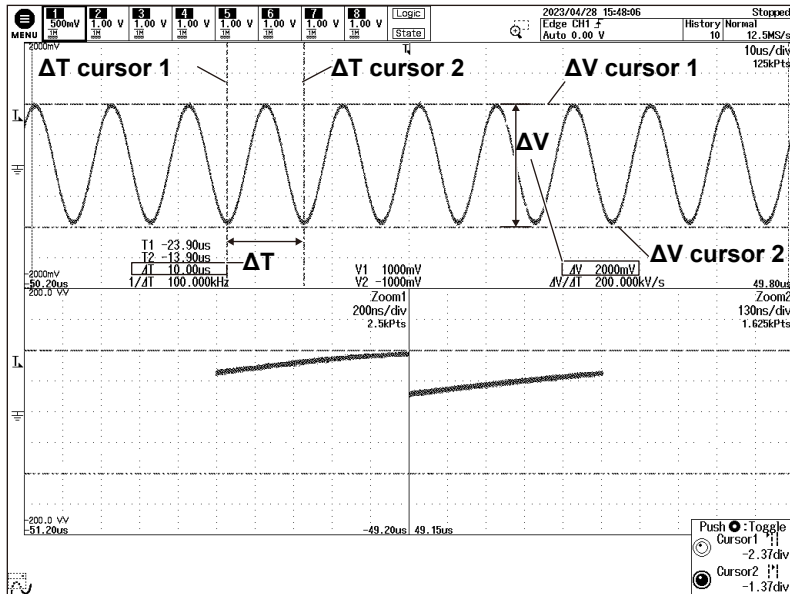 MENU
1 2 3 4 5 6 7 8 Logic 2023/04/28 15:48:06 Stopped
500mV 1.00 V 1.00 V 1.00 V 1.00 V 1.00 V 1.00 V 1.00 V State Edge CH1 History Normal
Auto 0.00 V 10 12.5MS/s
2000mV 10us/div
125kPts
ΔT cursor 1 ΔT cursor 2 ΔV cursor 1
ΔV
ΔV cursor 2
T1 -23.90us
T2 -13.90us
ΔT 10.00us
1/ΔT 100.000kHz
ΔT
V1 1000mV
V2 -1000mV
ΔV 2000mV
ΔV/ΔT 200.000kV/s
-2000mV
-50.20us 49.80us
200.0 VV Zoom1 Zoom2
200ns/div 130ns/div
2.5kPts 1.625kPts
-200.0 VV
-51.20us -49.20us 49.15us
Push :Toggle
Cursor1
-2.37div
Cursor2
-1.37div